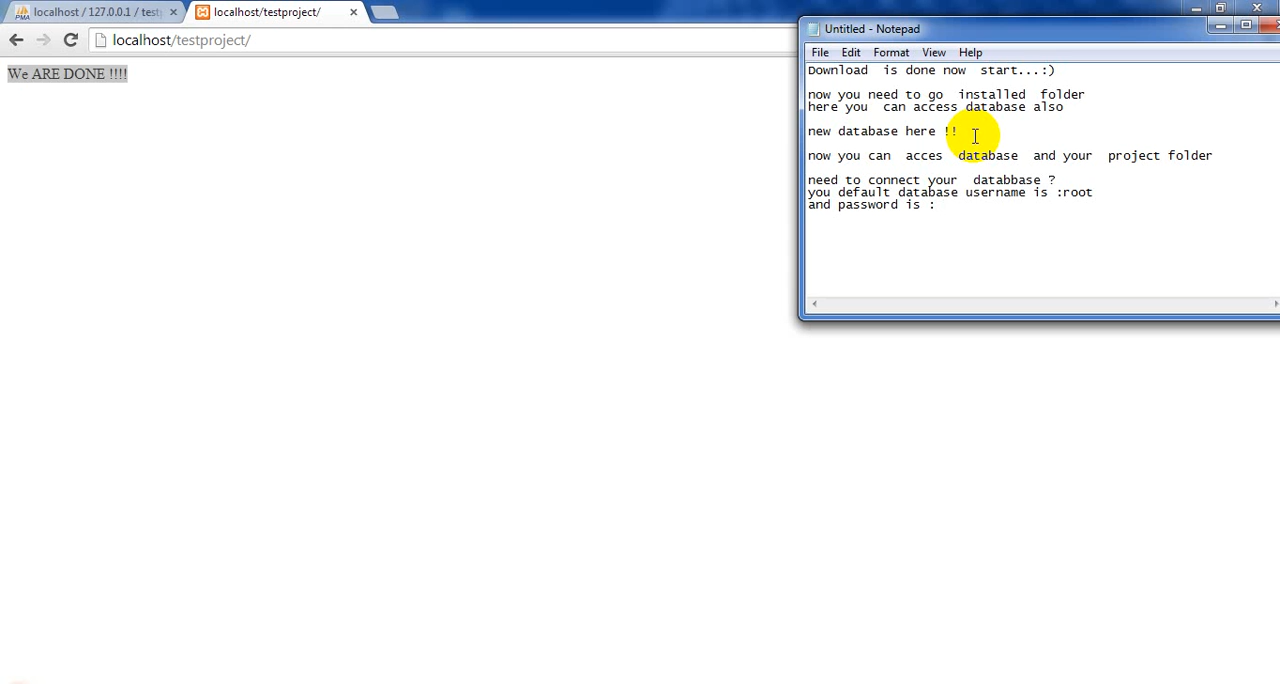 localhost / 127.0.0.1 / test
localhost/testproject/
localhost/testproject/
We ARE DONE !!!!
Untitled - Notepad
File Edit Format View Help
Download is done now start...:)
now you need to go installed folder
here you can access database also
new database here !!
now you can acces database and your project folder
need to connect your databbase ?
you default database username is :root
and password is :